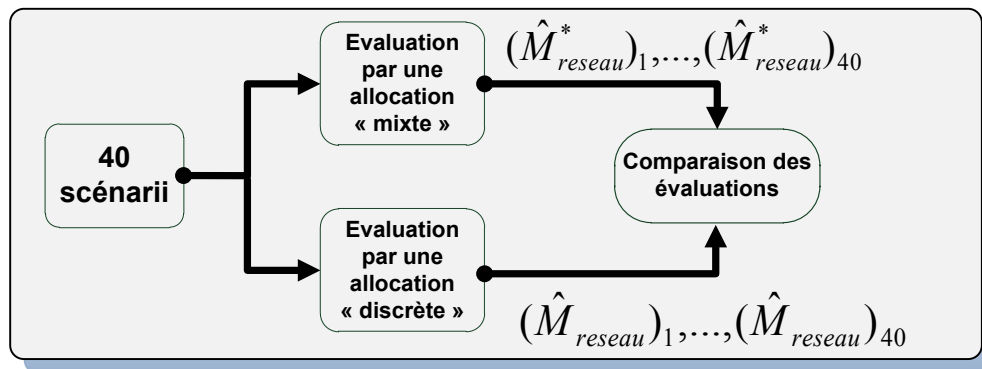 40
scénarii
Evaluation
par une
allocation
« mixte »
(M̂*reseau)1,...,(M̂*reseau)40
Comparaison des
évaluations
Evaluation
par une
allocation
« discrète »
(M̂reseau)1,...,(M̂reseau)40